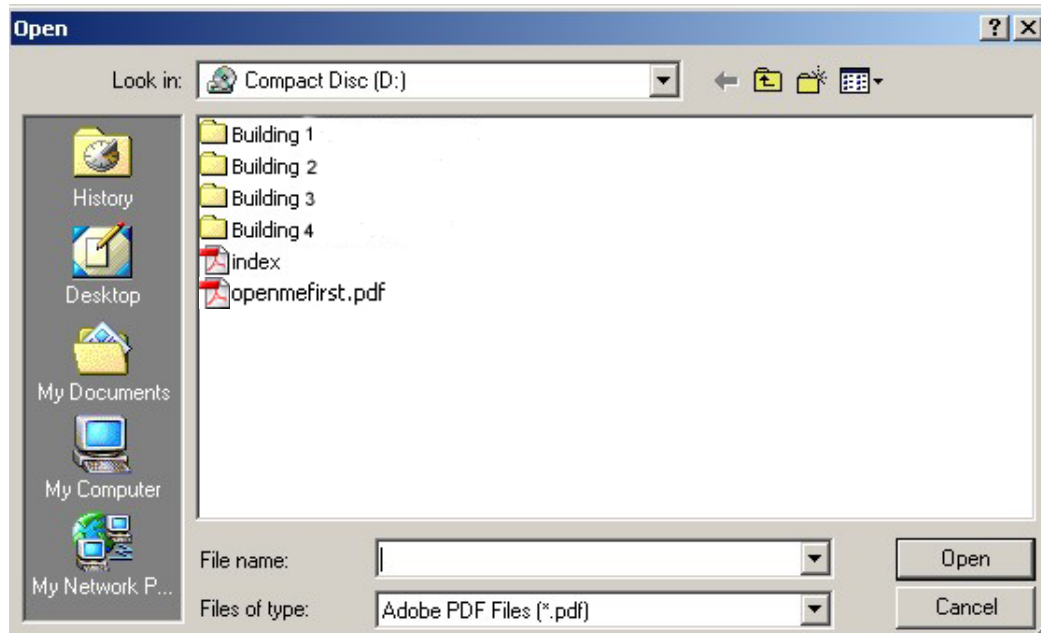 Open
Look in: Compact Disc (D:)
Building 1
Building 2
Building 3
Building 4
index
openmefirst.pdf
History
Desktop
My Documents
My Computer
My Network P...
File name:
Open
Files of type: Adobe PDF Files (*.pdf)
Cancel